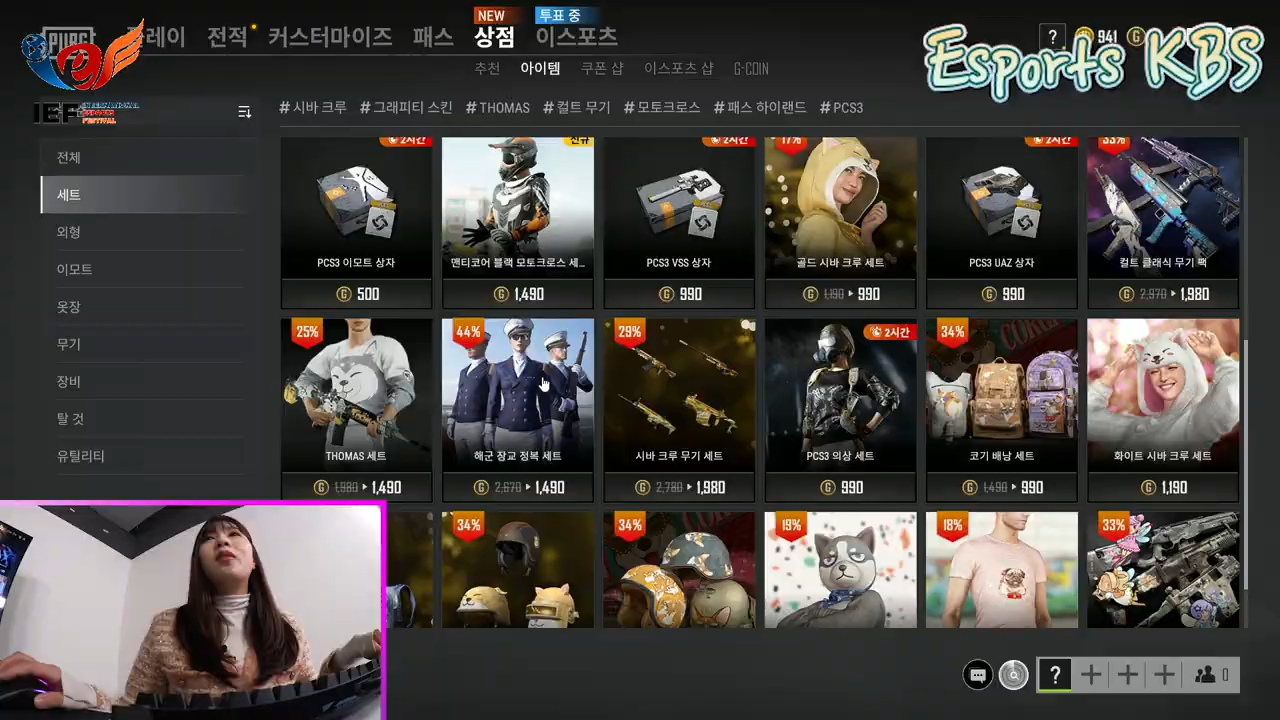 NEW
투표 중
PUBG
플레이
전적
커스터마이즈
패스
상점
이스포츠
?
941
G
Esports KBS
추천
아이템
쿠폰 샵
이스포츠 샵
G-COIN
IEF INTERNATIONAL ESPORTS FESTIVAL
#시바 크루 #그래피티 스킨 #THOMAS #컬트 무기 #모토크로스 #패스 하이랜드 #PCS3
전체
세트
외형
이모트
옷장
무기
장비
탈 것
유틸리티
2시간
신규
2시간
17%
2시간
33%
PCS3 이모트 상자
맨티코어 블랙 모토크로스 세...
PCS3 VSS 상자
골드 시바 크루 세트
PCS3 UAZ 상자
컬트 클래식 무기 팩
G 500
G 1,490
G 990
G 1,190 ▸ 990
G 990
G 2,970 ▸ 1,980
25%
44%
29%
2시간
34%
THOMAS 세트
해군 장교 정복 세트
시바 크루 무기 세트
PCS3 의상 세트
코기 배낭 세트
화이트 시바 크루 세트
G 1,980 ▸ 1,490
G 2,670 ▸ 1,490
G 2,780 ▸ 1,980
G 990
G 1,490 ▸ 990
G 1,190
34%
34%
19%
18%
33%
?
0